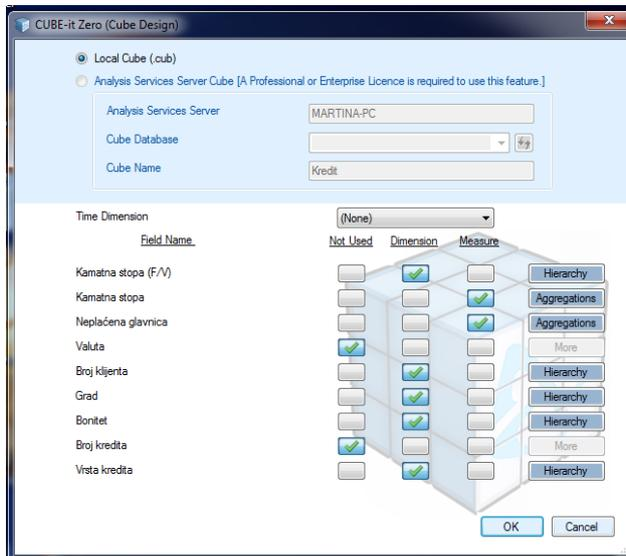 CUBE-it Zero (Cube Design)
Local Cube (.cub)
Analysis Services Server Cube [A Professional or Enterprise Licence is required to use this feature.]
Analysis Services Server MARTINA-PC
Cube Database
Cube Name Kredit
Time Dimension (None)
Field Name Not Used Dimension Measure
Kamatna stopa (F/V) Hierarchy
Kamatna stopa Aggregations
Neplaćena glavnica Aggregations
Valuta More
Broj klijenta Hierarchy
Grad Hierarchy
Bonitet Hierarchy
Broj kredita More
Vrsta kredita Hierarchy
OK Cancel